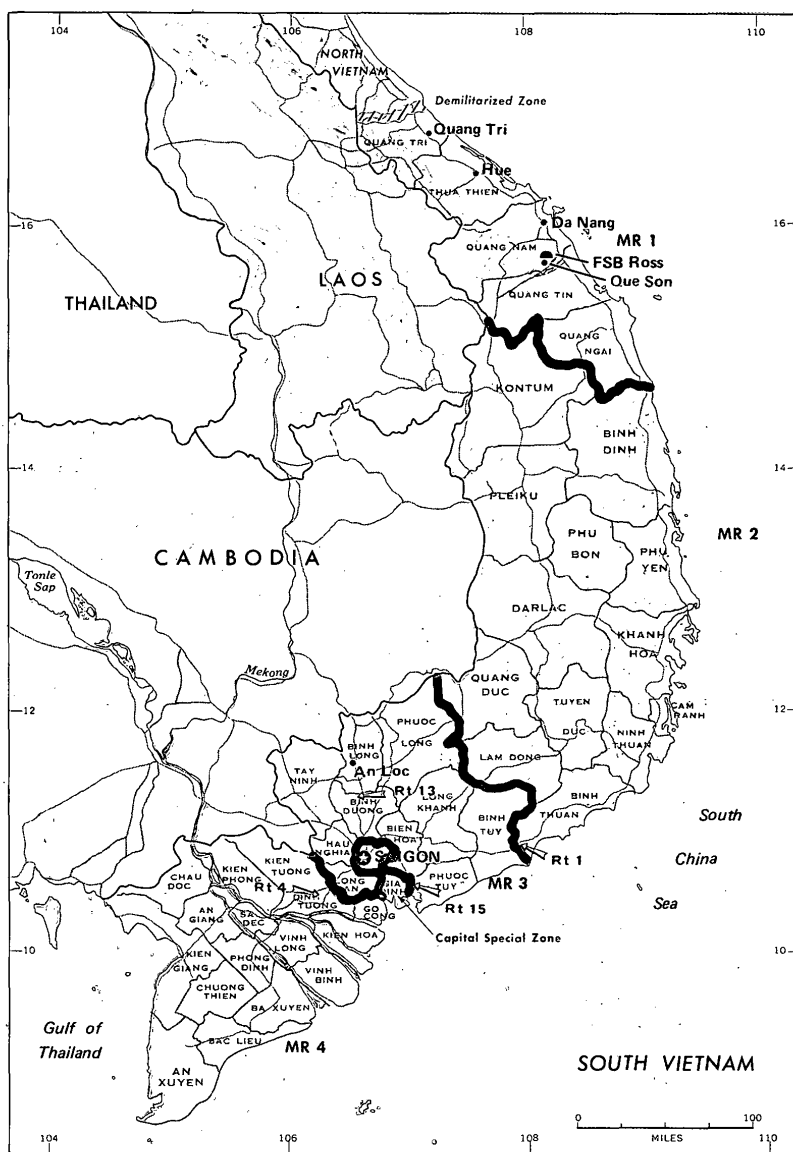 104
106
108
110
NORTH
VIETNAM
Demilitarized Zone
Quang Tri
QUANG TRI
Hue
THUA THIEN
16
16
Da Nang
MR 1
QUANG NAM
FSB Ross
Que Son
LAOS
THAILAND
QUANG TIN
QUANG
NGAI
KONTUM
BINH
DINH
14
14
PLEIKU
MR 2
PHU
BON
PHU
YEN
CAMBODIA
Tonle
Sap
DARLAC
KHANH
HOA
Mekong
QUANG
DUC
TUYEN
DUC
CAM
RANH
12
12
PHUOC
LONG
NINH
THUAN
BINH
LONG
LAM DONG
An Loc
TAY
NINH
Rt 13
BINH
DUONG
LONG
KHANH
BINH
THUAN
BINH
TUY
South
China
Sea
BIEN
HOA
HAU
NGHIA
SAIGON
Rt 1
KIEN
TUONG
KIEN
PHONG
CHAU
DOC
PHUOC
TUY
MR 3
Rt 4
LONG
AN
GIA
DINH
Rt 15
DINH
TUONG
GO
CONG
AN
GIANG
SA
DEC
Capital Special Zone
KIEN HOA
VINH
LONG
10
10
KIEN
GIANG
PHONG
DINH
VINH
BINH
CHUONG
THIEN
BA XUYEN
Gulf of
Thailand
BAC LIEU
MR 4
AN
XUYEN
SOUTH VIETNAM
0
100
MILES
104
106
108
110